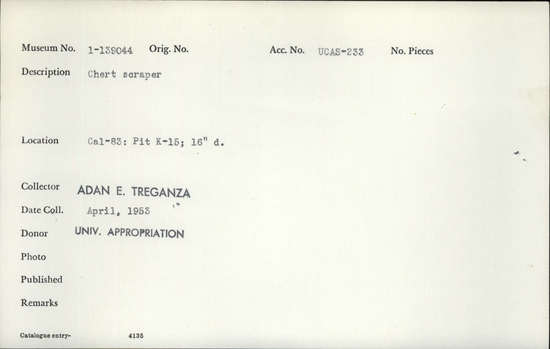 Museum No. 1-139044 Orig. No. Acc. No. UCAS-233 No. Pieces
Description Chert scraper
Location Cal-83: Pit K-15; 16" d.
Collector ADAN E. TREGANZA
Date Coll. April, 1953
Donor UNIV. APPROPRIATION
Photo
Published
Remarks
Catalogue entry- 4135